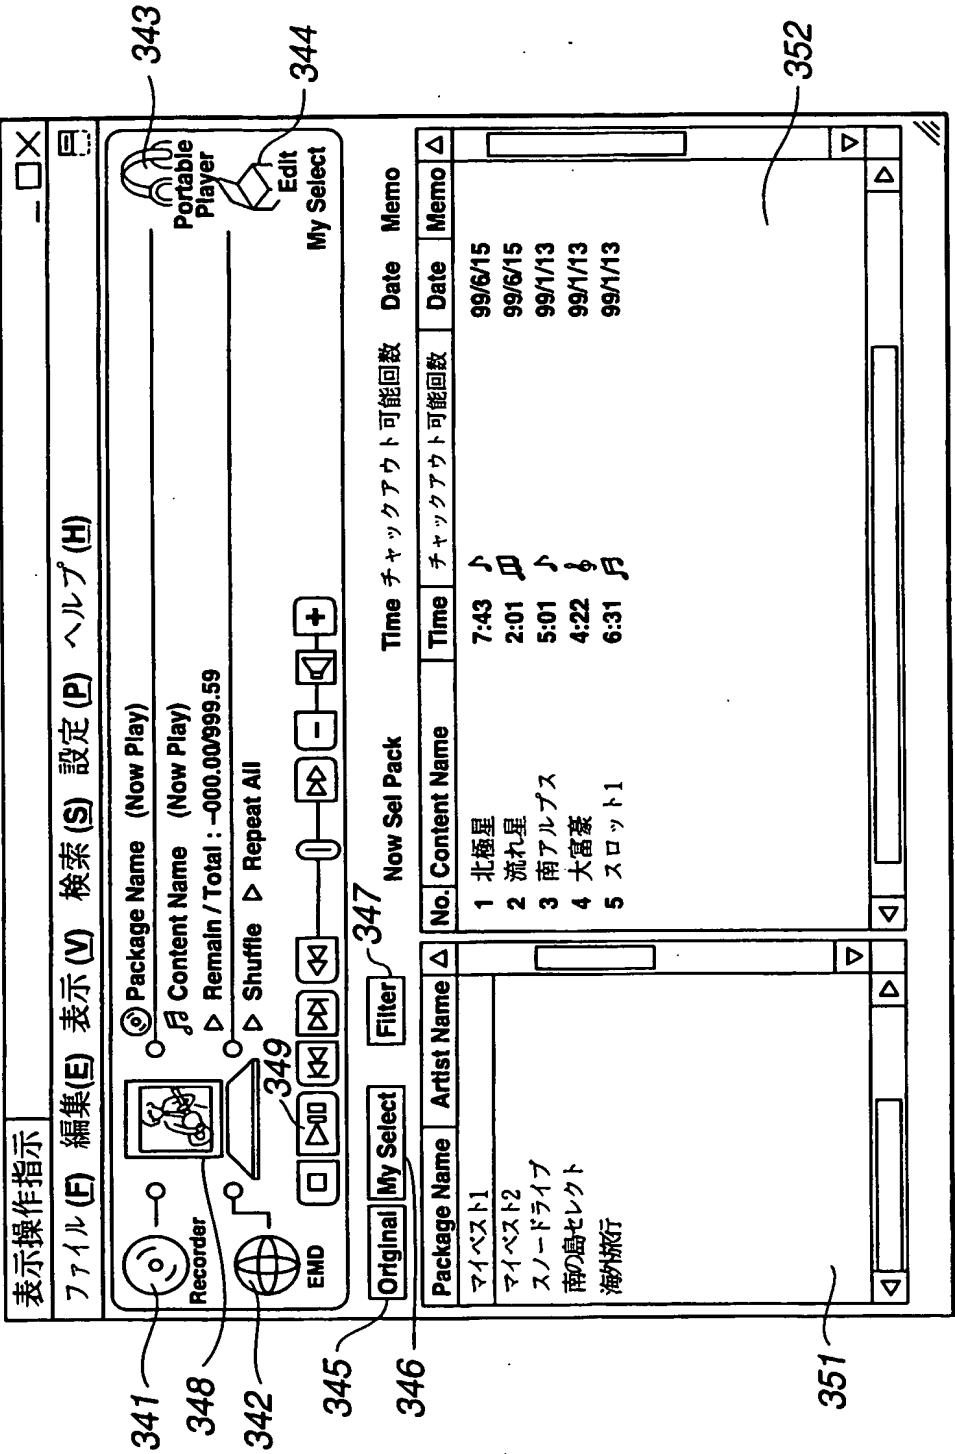 表示操作指示
ファイル (F) 編集(E) 表示 (V) 検索 (S) 設定 (P) ヘルプ (H)
Package Name (Now Play)
Content Name (Now Play)
▷ Remain / Total : –000.00/999.59
▷ Shuffle ▷ Repeat All
Recorder
EMD
Portable Player
Edit
My Select
Original My Select Filter
Now Sel Pack Time チャックアウト可能回数 Date Memo
Package Name Artist Name
マイベスト1
マイベスト2
スノードライブ
南の島セレクト
海外旅行
No. Content Name Time チャックアウト可能回数 Date Memo
1 北極星 7:43 99/6/15
2 流れ星 2:01 99/6/15
3 南アルプス 5:01 99/1/13
4 大富豪 4:22 99/1/13
5 スロット1 6:31 99/1/13
341
348
342
345
346
349
347
343
344
351
352